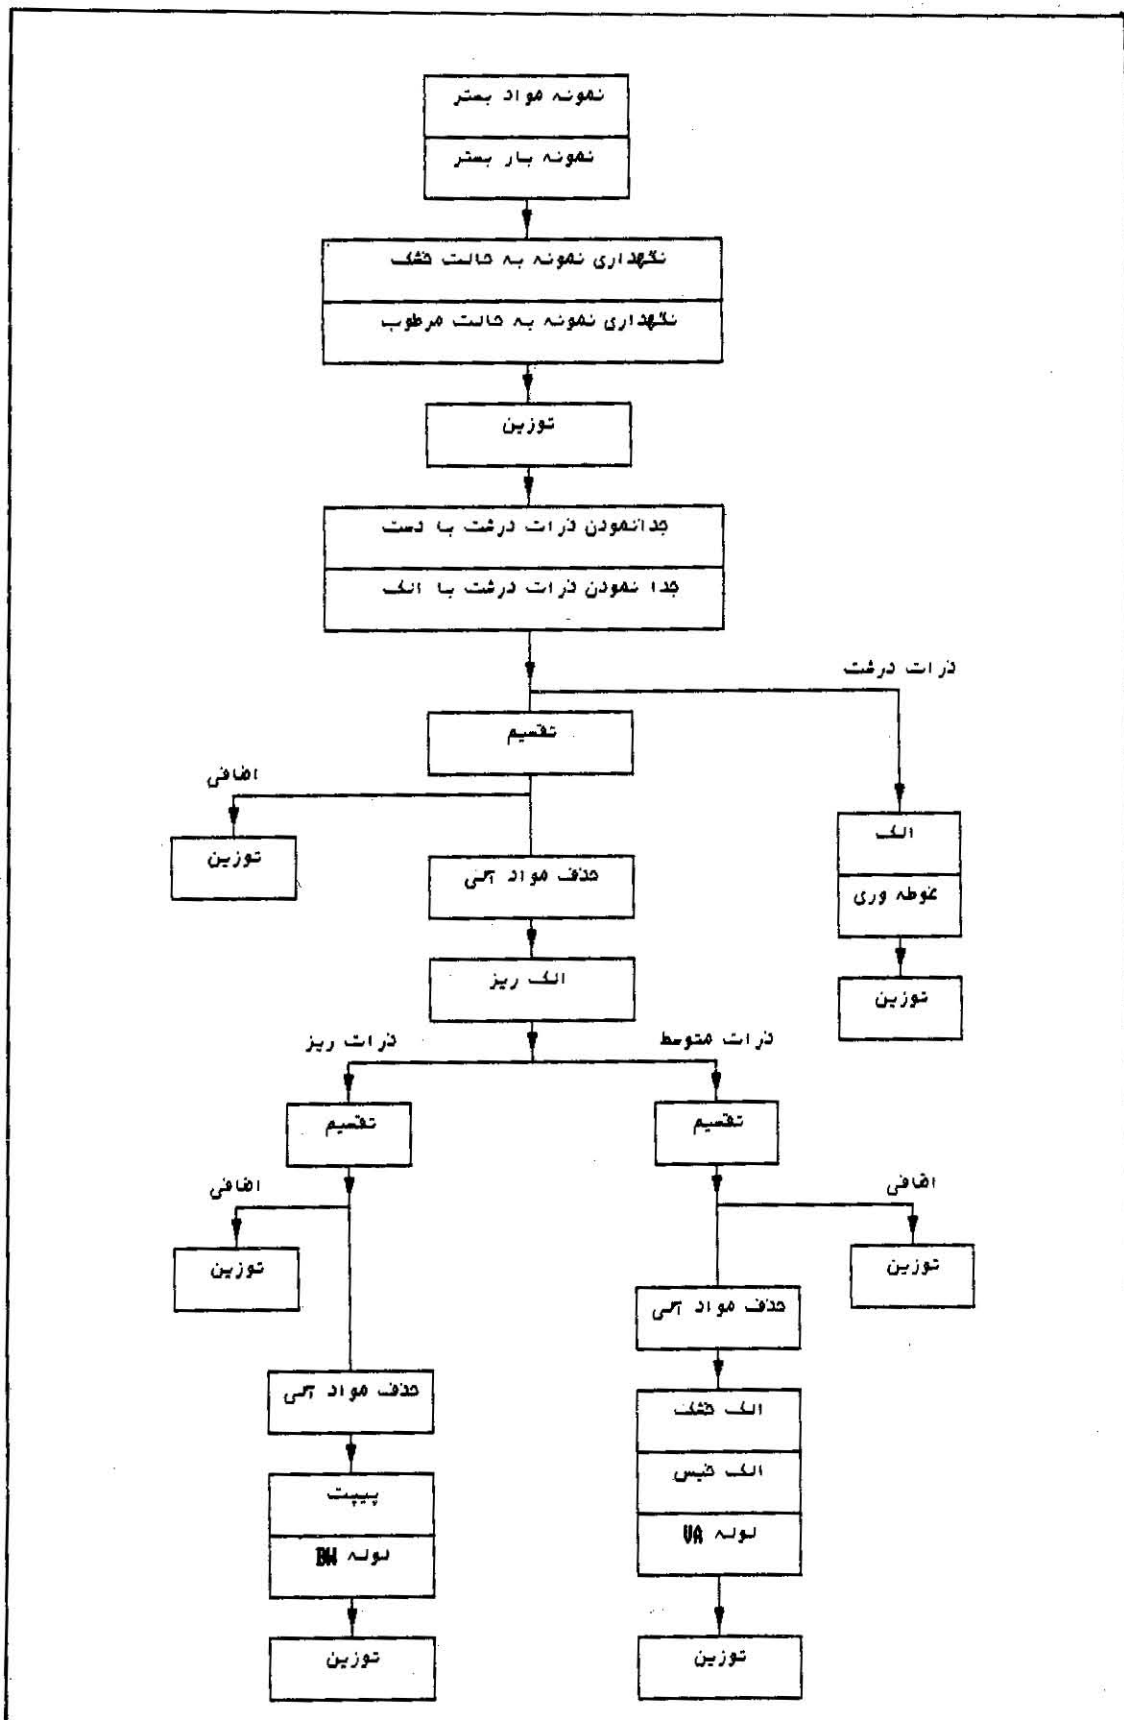 نمونه مواد بستر
نمونه بار بستر
نگهداری نمونه به حالت خشک
نگهداری نمونه به حالت مرطوب
توزین
جدانمودن ذرات درشت با دست
جدا نمودن ذرات درشت با الک
ذرات درشت
تقسیم
اضافی
توزین
الک
غوطه وری
حذف مواد آلی
الک ریز
توزین
ذرات متوسط
ذرات ریز
تقسیم
تقسیم
اضافی
اضافی
توزین
توزین
حذف مواد آلی
حذف مواد آلی
الک خشک
الک خیس
لوله VA
پیپت
لوله BW
توزین
توزین